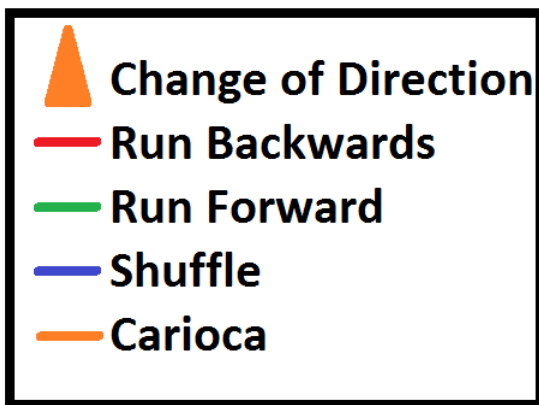 Change of Direction
Run Backwards
Run Forward
Shuffle
Carioca